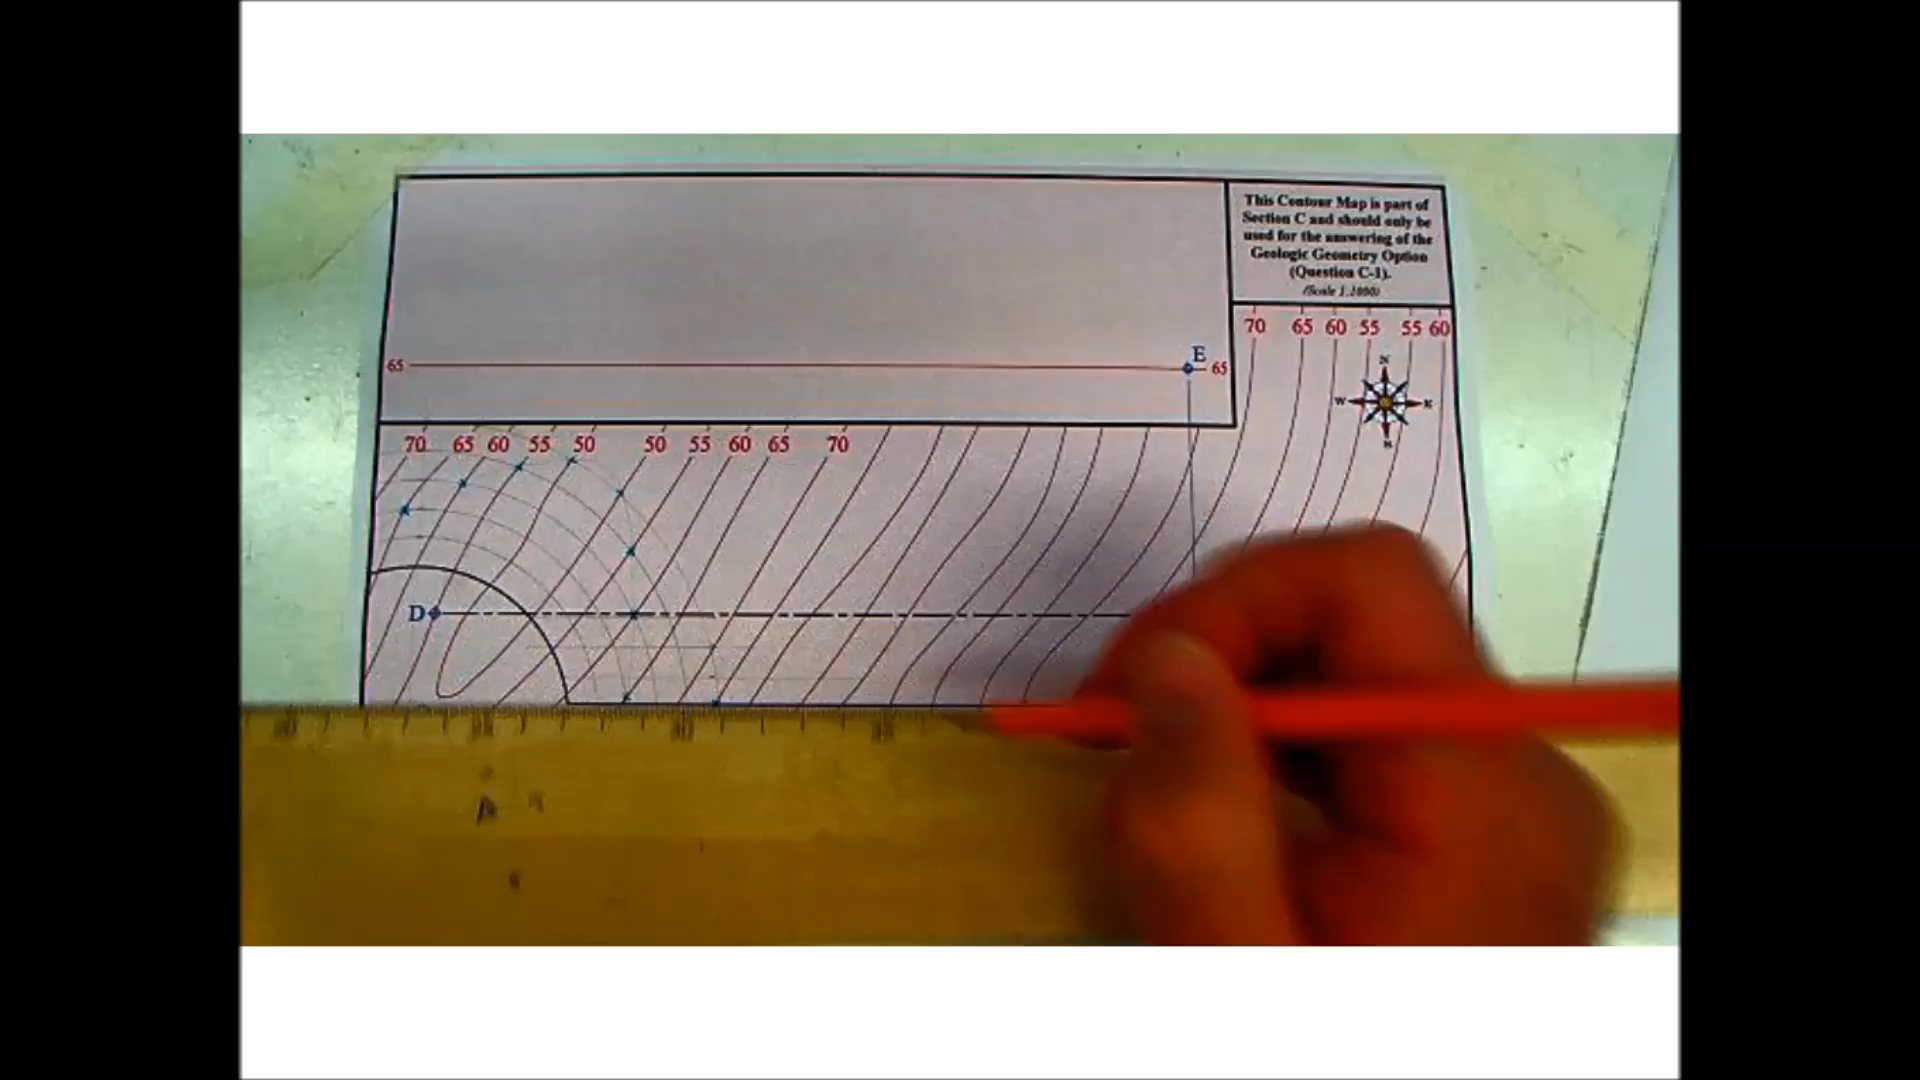 This Contour Map is part of
Section C and should only be
used for the answering of the
Geologic Geometry Option
(Question C-1).
(Scale 1:1000)
70 65 60 55 55 60
E
65 65
N
W E
S
70 65 60 55 50 50 55 60 65 70
D